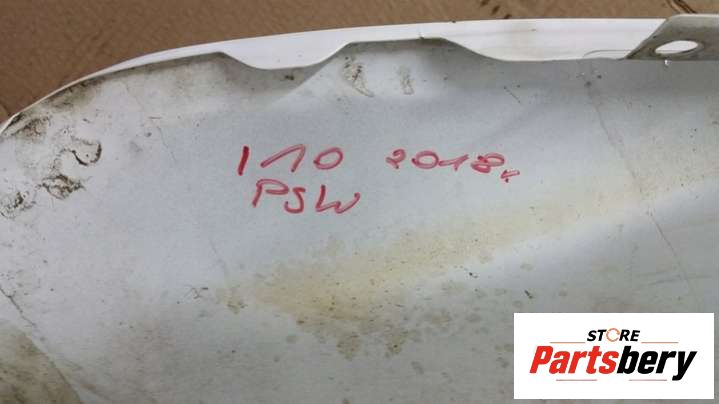 I10 2018r.
PSW
STORE
Partsbery